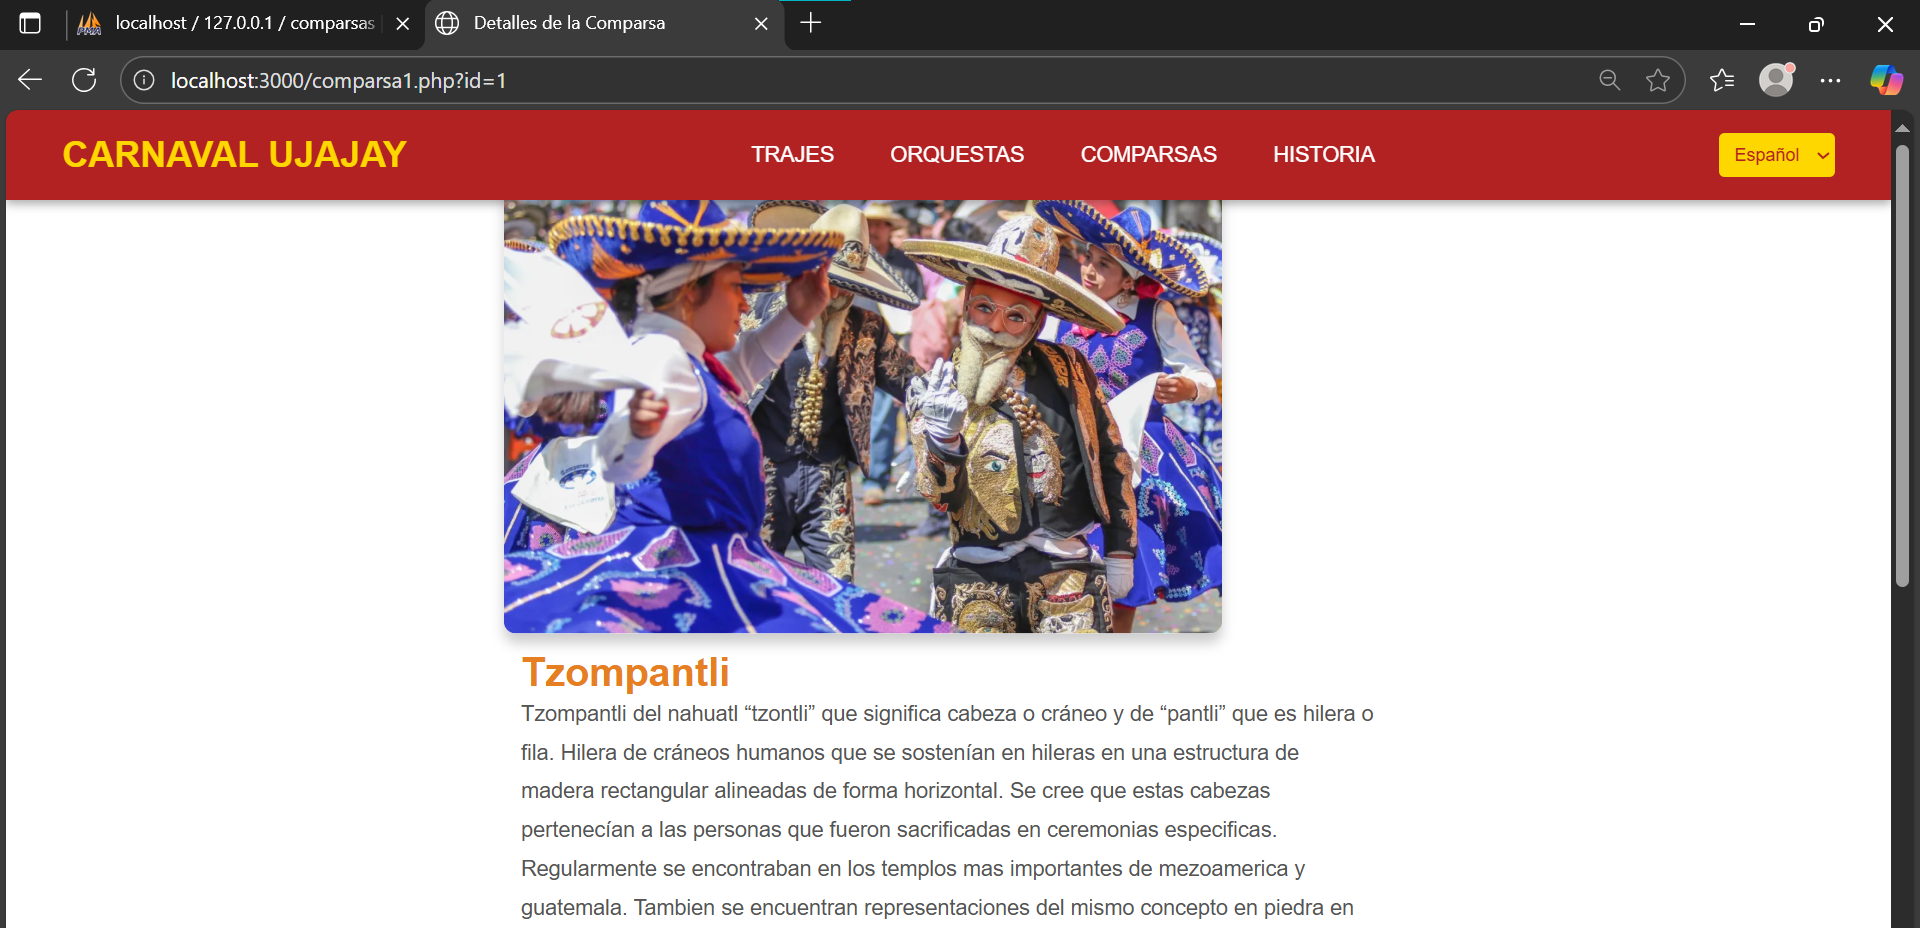 localhost / 127.0.0.1 / comparsas
Detalles de la Comparsa
localhost:3000/comparsa1.php?id=1
CARNAVAL UJAJAY
TRAJES
ORQUESTAS
COMPARSAS
HISTORIA
Español
Tzompantli
Tzompantli del nahuatl “tzontli” que significa cabeza o cráneo y de “pantli” que es hilera o
fila. Hilera de cráneos humanos que se sostenían en hileras en una estructura de
madera rectangular alineadas de forma horizontal. Se cree que estas cabezas
pertenecían a las personas que fueron sacrificadas en ceremonias especificas.
Regularmente se encontraban en los templos mas importantes de mezoamerica y
guatemala. Tambien se encuentran representaciones del mismo concepto en piedra en